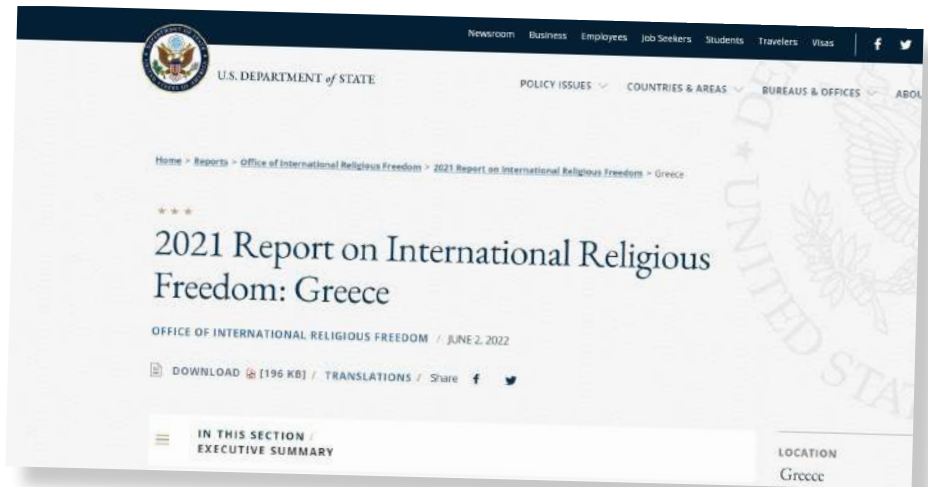 Newsroom Business Employees Job Seekers Students Travelers Visas
U.S. DEPARTMENT of STATE
POLICY ISSUES COUNTRIES & AREAS BUREAUS & OFFICES ABOU
Home > Reports > Office of International Religious Freedom > 2021 Report on International Religious Freedom > Greece
2021 Report on International Religious
Freedom: Greece
OFFICE OF INTERNATIONAL RELIGIOUS FREEDOM / JUNE 2, 2022
DOWNLOAD [196 KB] / TRANSLATIONS / Share
IN THIS SECTION /
EXECUTIVE SUMMARY
LOCATION
Greece
UNITED STA